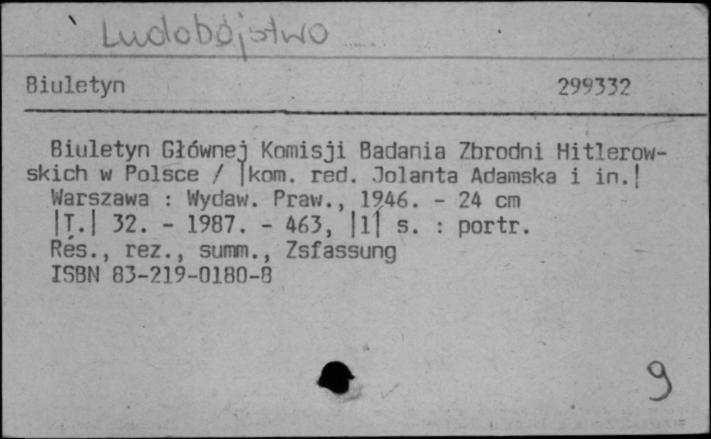 Ludobójstwo
Biuletyn 299332
Biuletyn Głównej Komisji Badania Zbrodni Hitlerow-
skich w Polsce / |kom. red. Jolanta Adamska i in.|
Warszawa : Wydaw. Praw., 1946. - 24 cm
|T.| 32. - 1987. - 463, |1| s. : portr.
Rés., rez., summ., Zsfassung
ISBN 83-219-0180-8
9